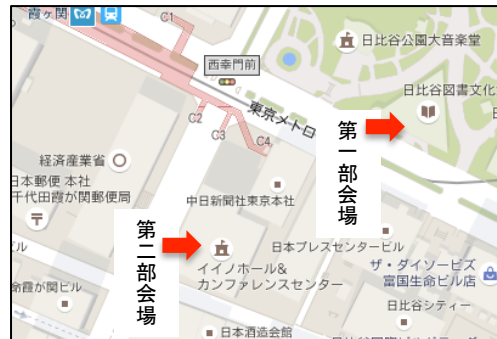 霞ヶ関
C1
日比谷公園大音楽堂
西幸門前
日比谷図書文化
C2
C3
C4
東京メトロ日
第一部会場
経済産業省
日本郵便 本社
千代田霞が関郵便局
中日新聞社東京本社
第二部会場
日本プレスセンタービル
イイノホール&
カンファレンスセンター
ザ・ダイソービズ
富国生命ビル店
ビル
命霞が関ビル
日比谷シティー
日本酒造会館